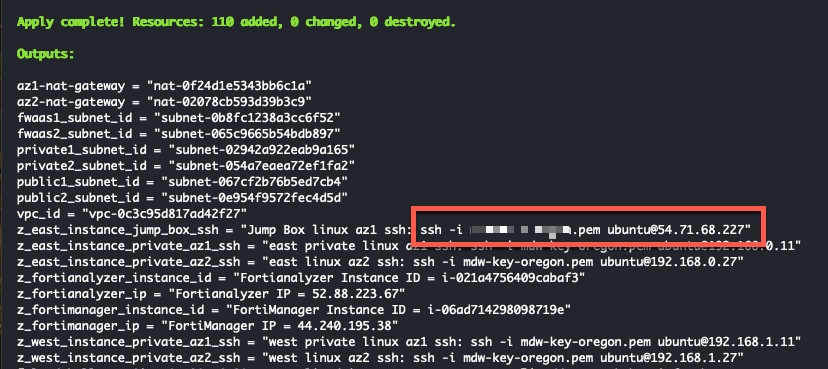 Apply complete! Resources: 110 added, 0 changed, 0 destroyed.
Outputs:
az1-nat-gateway = "nat-0f24d1e5343bb6c1a"
az2-nat-gateway = "nat-02078cb593d39b3c9"
fwaas1_subnet_id = "subnet-0b8fc1238a3cc6f52"
fwaas2_subnet_id = "subnet-065c9665b54bdb897"
private1_subnet_id = "subnet-02942a922eab9a165"
private2_subnet_id = "subnet-054a7eaea72ef1fa2"
public1_subnet_id = "subnet-067cf2b76b5ed7cb4"
public2_subnet_id = "subnet-0e954f9572fec4d5d"
vpc_id = "vpc-0c3c95d817ad42f27"
z_east_instance_jump_box_ssh = "Jump Box linux az1 ssh: ssh -i .pem ubuntu@54.71.68.227"
z_east_instance_private_az1_ssh = "east private linux az1 ssh: ssh -i mdw-key-oregon.pem ubuntu@192.168.0.11"
z_east_instance_private_az2_ssh = "east linux az2 ssh: ssh -i mdw-key-oregon.pem ubuntu@192.168.0.27"
z_fortianalyzer_instance_id = "Fortianalyzer Instance ID = i-021a4756409cabaf3"
z_fortianalyzer_ip = "Fortianalyzer IP = 52.88.223.67"
z_fortimanager_instance_id = "FortiManager Instance ID = i-06ad714298098719e"
z_fortimanager_ip = "FortiManager IP = 44.240.195.38"
z_west_instance_private_az1_ssh = "west private linux az1 ssh: ssh -i mdw-key-oregon.pem ubuntu@192.168.1.11"
z_west_instance_private_az2_ssh = "west linux az2 ssh: ssh -i mdw-key-oregon.pem ubuntu@192.168.1.27"